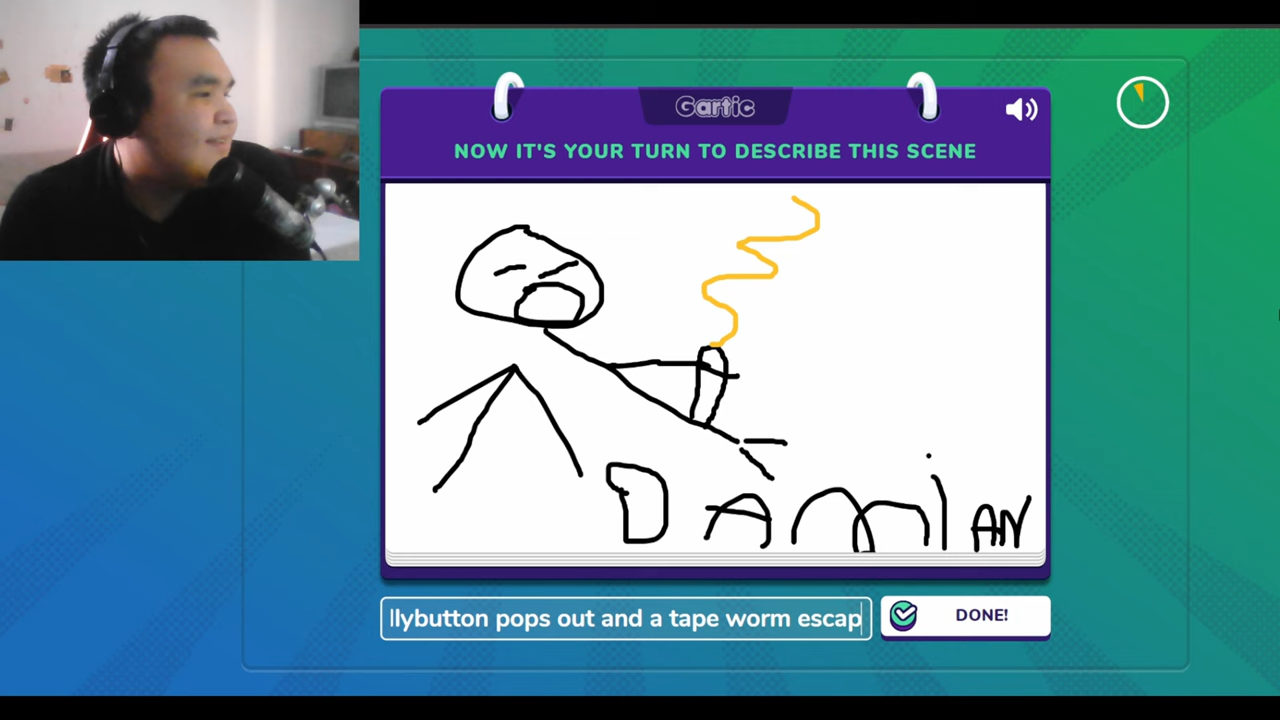 Gartic
NOW IT'S YOUR TURN TO DESCRIBE THIS SCENE
DAMiAN
llybutton pops out and a tape worm escap
DONE!